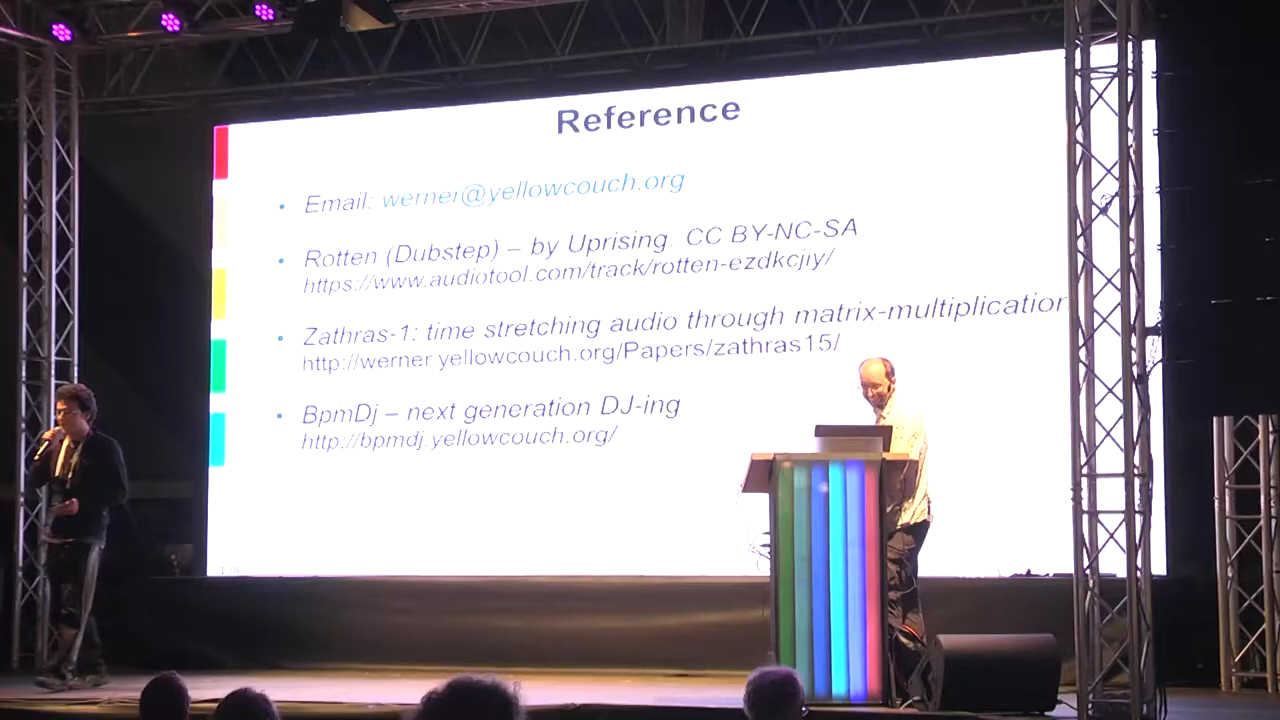 Reference
• Email: werner@yellowcouch.org
• Rotten (Dubstep) – by Uprising. CC BY-NC-SA
https://www.audiotool.com/track/rotten-ezdkcjiy/
• Zathras-1: time stretching audio through matrix-multiplication
http://werner.yellowcouch.org/Papers/zathras15/
• BpmDj – next generation DJ-ing
http://bpmdj.yellowcouch.org/